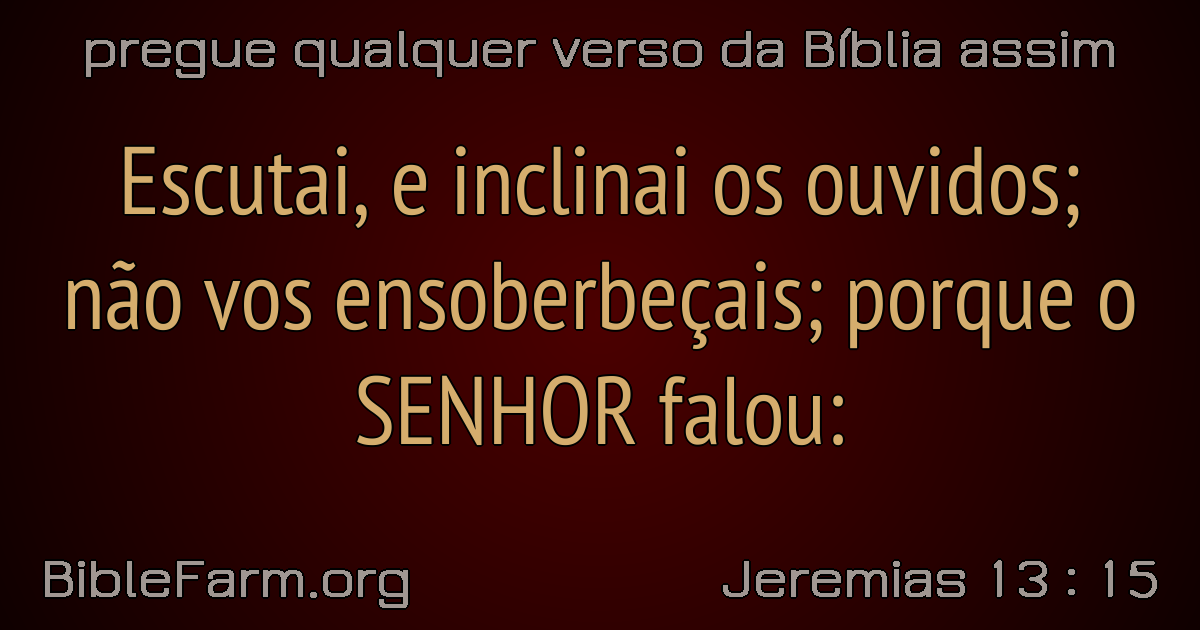 pregue qualquer verso da Bíblia assim
Escutai, e inclinai os ouvidos;
não vos ensoberbeçais; porque o
SENHOR falou:
BibleFarm.org
Jeremias 13 : 15